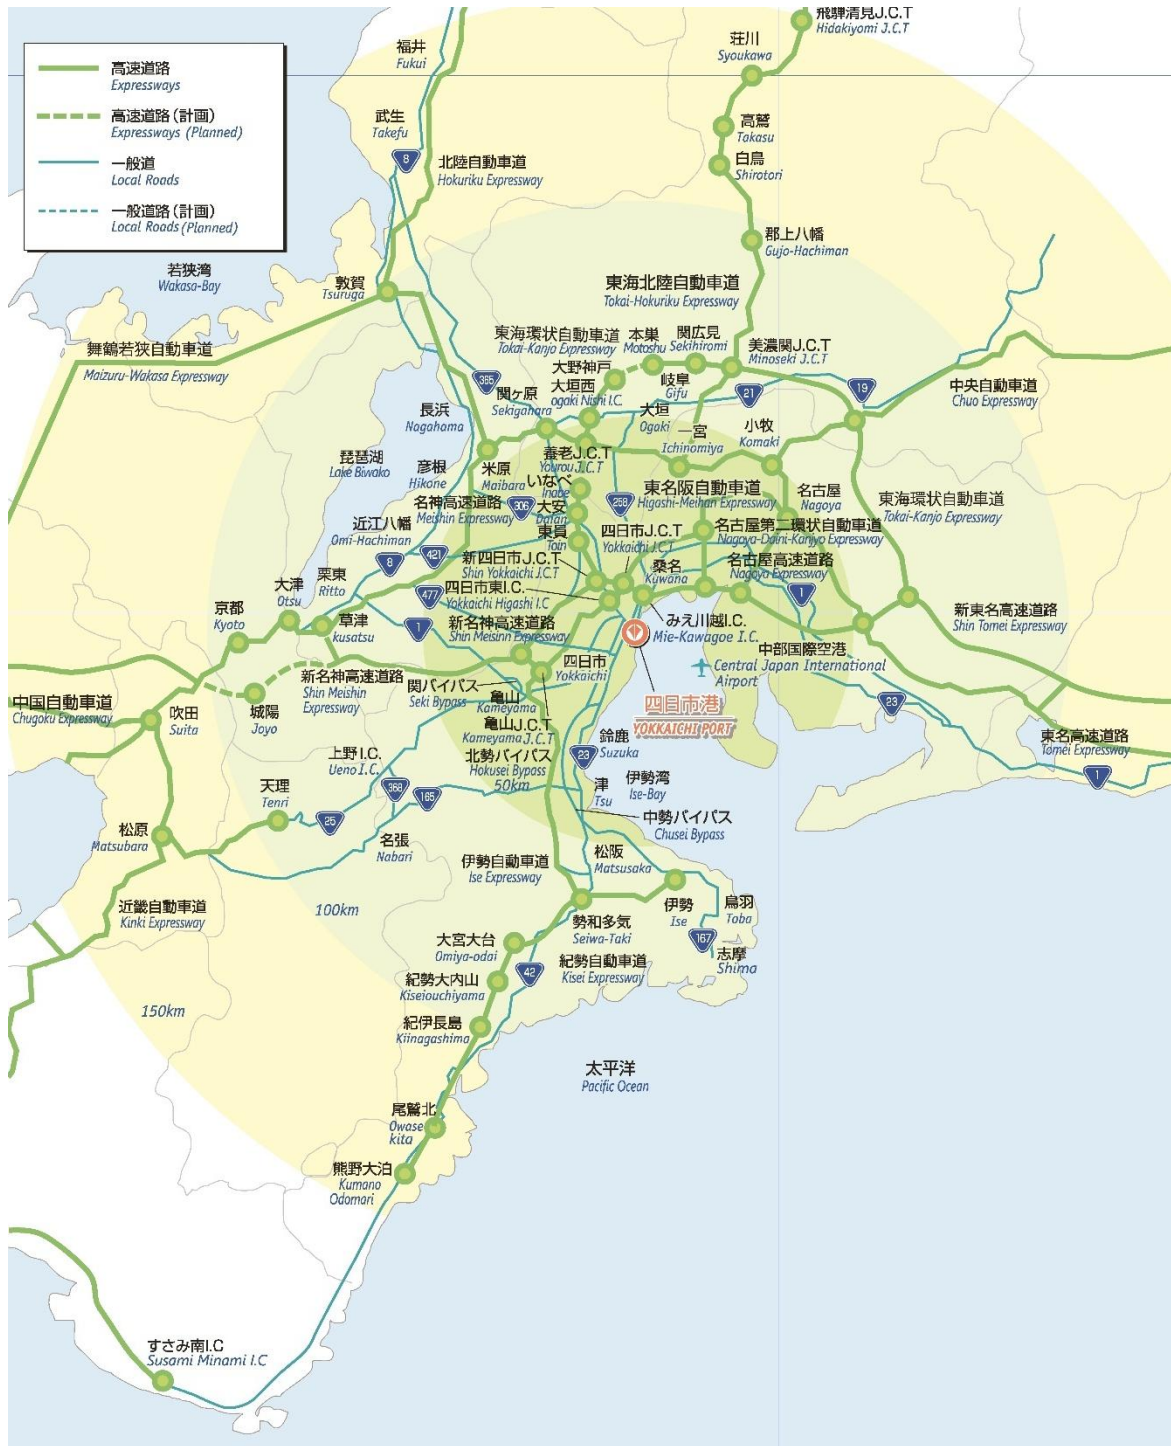 高速道路
Expressways
高速道路(計画)
Expressways (Planned)
一般道
Local Roads
一般道路(計画)
Local Roads (Planned)
飛騨清見J.C.T
Hidakiyomi J.C.T
荘川
Syoukawa
福井
Fukui
武生
Takefu
8
高鷲
Takasu
白鳥
Shirotori
北陸自動車道
Hokuriku Expressway
郡上八幡
Gujo-Hachiman
若狭湾
Wakasa-Bay
敦賀
Tsuruga
東海北陸自動車道
Tokai-Hokuriku Expressway
舞鶴若狭自動車道
Maizuru-Wakasa Expressway
東海環状自動車道
Tokai-Kanjo Expressway
本巣
Motoshu
関広見
Sekihiromi
美濃関J.C.T
Minoseki J.C.T
大野神戸
365
関ヶ原
Sekigahara
大垣西
ogaki Nishi I.C.
岐阜
Gifu
21
19
中央自動車道
Chuo Expressway
長浜
Nagahama
大垣
Ogaki
一宮
Ichinomiya
小牧
Komaki
琵琶湖
Lake Biwako
彦根
Hikone
米原
Maibara
養老J.C.T
Yourou J.C.T
いなべ
Inabe
東名阪自動車道
Higashi-Meihan Expressway
名古屋
Nagoya
東海環状自動車道
Tokai-Kanjo Expressway
名神高速道路
Meishin Expressway
306
大安
Daian
258
近江八幡
Omi-Hachiman
東員
Toin
四日市J.C.T
Yokkaichi J.C.T
名古屋第二環状自動車道
Nagoya-Daini-Kanjyo Expressway
8
421
新四日市J.C.T
Shin Yokkaichi J.C.T
桑名
Kuwana
名古屋高速道路
Nagoya Expressway
栗東
Ritto
大津
Otsu
477
四日市東I.C.
Yokkaichi Higashi I.C
1
京都
Kyoto
草津
kusatsu
1
新名神高速道路
Shin Meisinn Expressway
みえ川越I.C.
Mie-Kawagoe I.C.
新東名高速道路
Shin Tomei Expressway
中国自動車道
Chugoku Expressway
新名神高速道路
Shin Meishin
Expressway
四日市
Yokkaichi
中部国際空港
Central Japan International
Airport
吹田
Suita
城陽
Joyo
関バイパス
Seki Bypass
亀山
Kameyama
四日市港
YOKKAICHI PORT
23
亀山J.C.T
Kameyama J.C.T
上野I.C.
Ueno I.C.
北勢バイパス
Hokusei Bypass
50km
鈴鹿
Suzuka
23
東名高速道路
Tomei Expressway
1
天理
Tenri
368
165
25
津
Tsu
伊勢湾
Ise-Bay
松原
Matsubara
名張
Nabari
中勢バイパス
Chusei Bypass
伊勢自動車道
Ise Expressway
松阪
Matsusaka
近畿自動車道
Kinki Expressway
100km
伊勢
Ise
鳥羽
Toba
勢和多気
Seiwa-Taki
大宮大台
Omiya-odai
167
志摩
Shima
紀勢自動車道
Kisei Expressway
42
紀勢大内山
Kiseiouchiyama
150km
紀伊長島
Kiinagashima
太平洋
Pacific Ocean
尾鷲北
Owase
kita
熊野大泊
Kumano
Odomari
すさみ南I.C
Susami Minami I.C